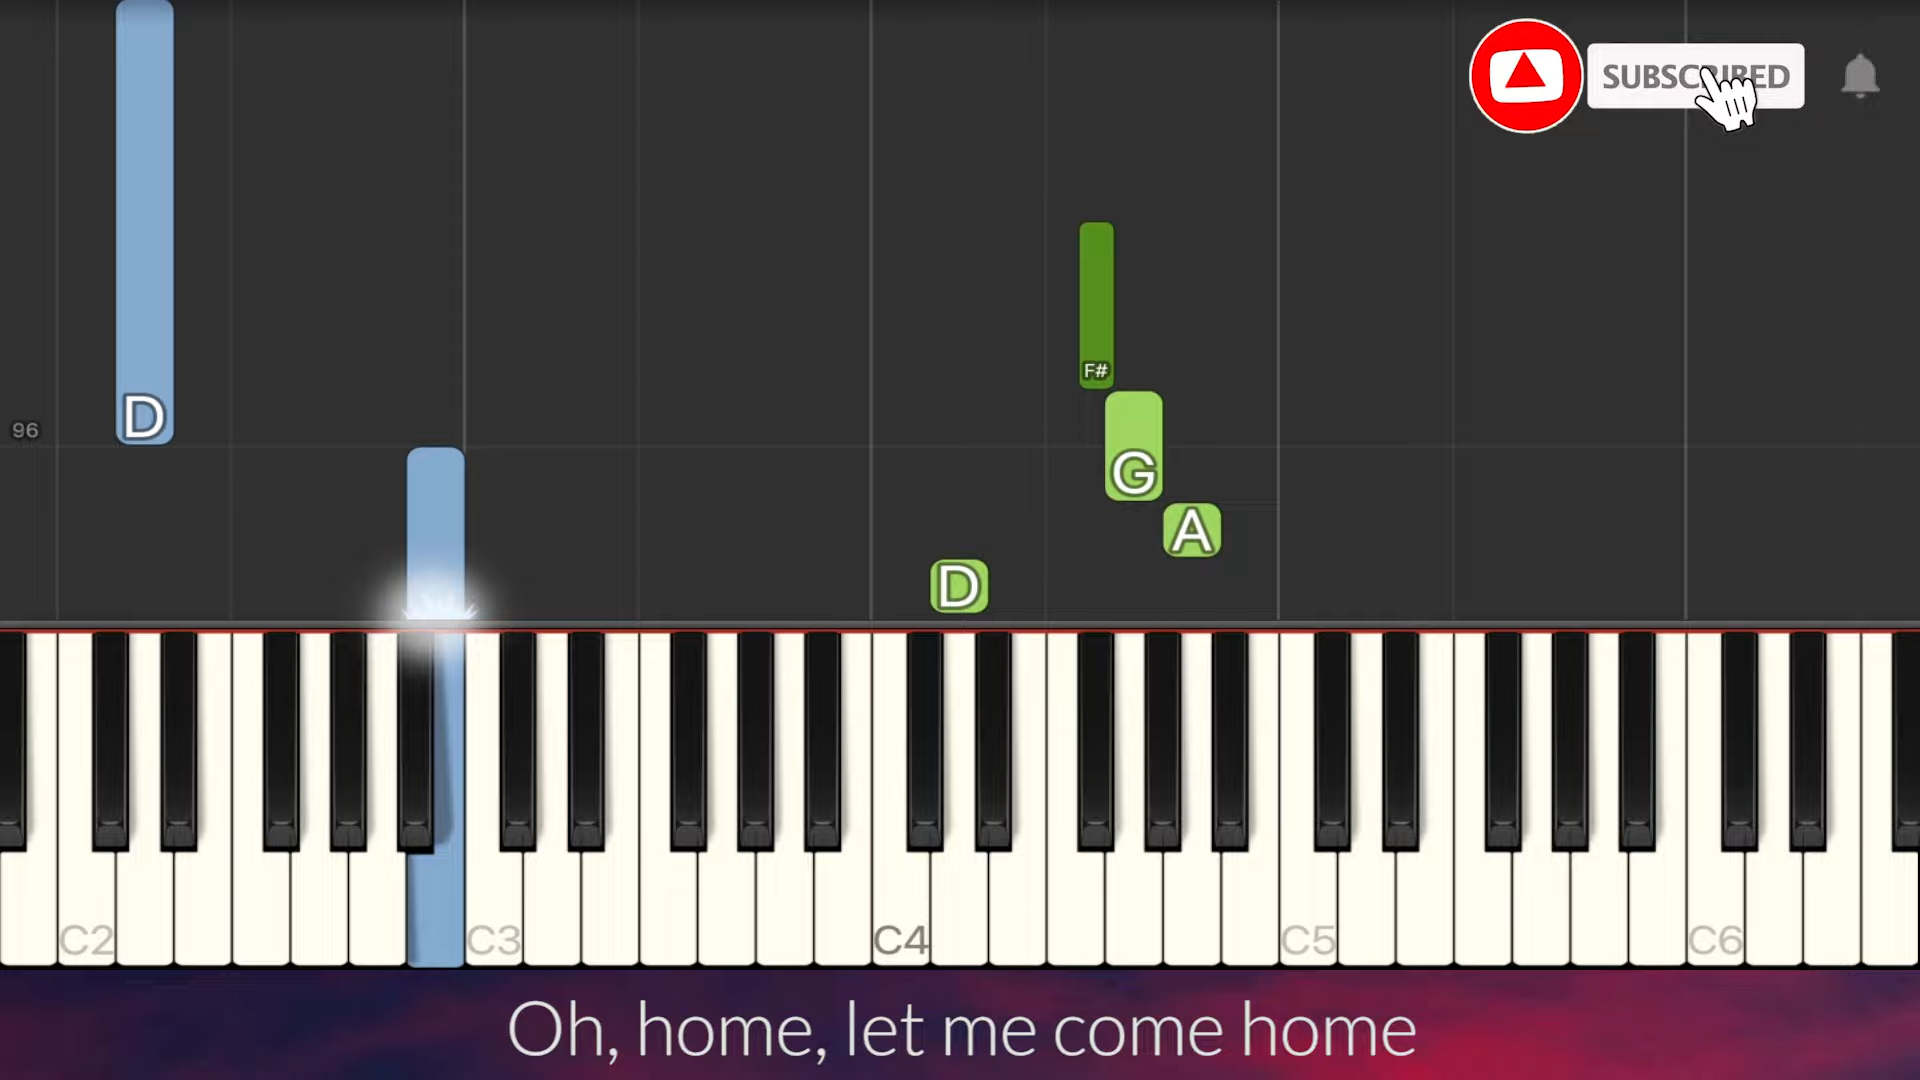 SUBSCRIBED
F#
D
96
G
A
D
C2
C3
C4
C5
C6
Oh, home, let me come home